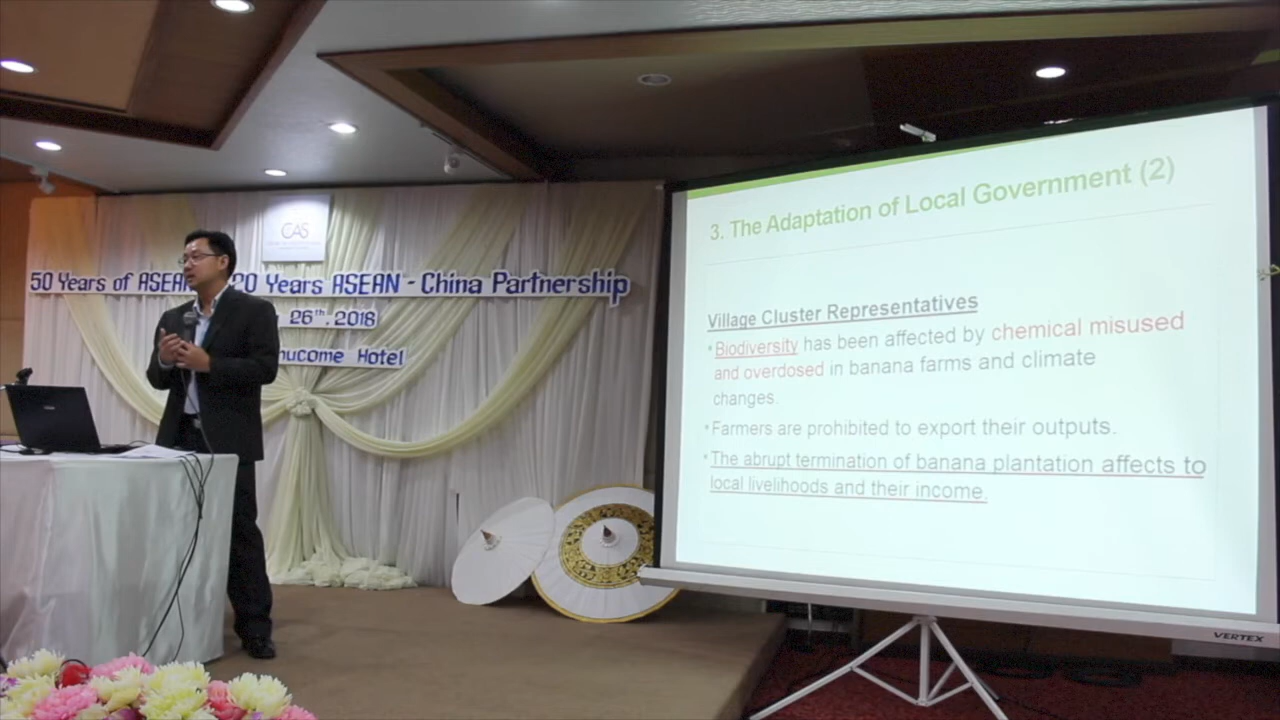 CAS
50 Years of ASEAN 20 Years ASEAN - China Partnership
26th, 2018
Hotel
3. The Adaptation of Local Government (2)
Village Cluster Representatives
• Biodiversity has been affected by chemical misused
and overdosed in banana farms and climate
changes.
• Farmers are prohibited to export their outputs.
• The abrupt termination of banana plantation affects to
local livelihoods and their income.
VERTEX